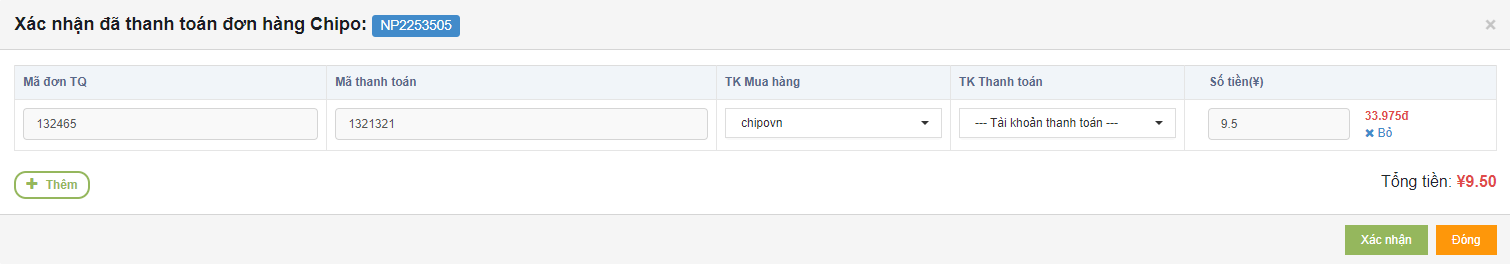 Xác nhận đã thanh toán đơn hàng Chipo: NP2253505
×
Mã đơn TQ Mã thanh toán TK Mua hàng TK Thanh toán Số tiền(¥)
132465 1321321 chipovn --- Tài khoản thanh toán --- 9.5 33.975đ
Bỏ
Thêm Tổng tiền: ¥9.50
Xác nhận Đóng